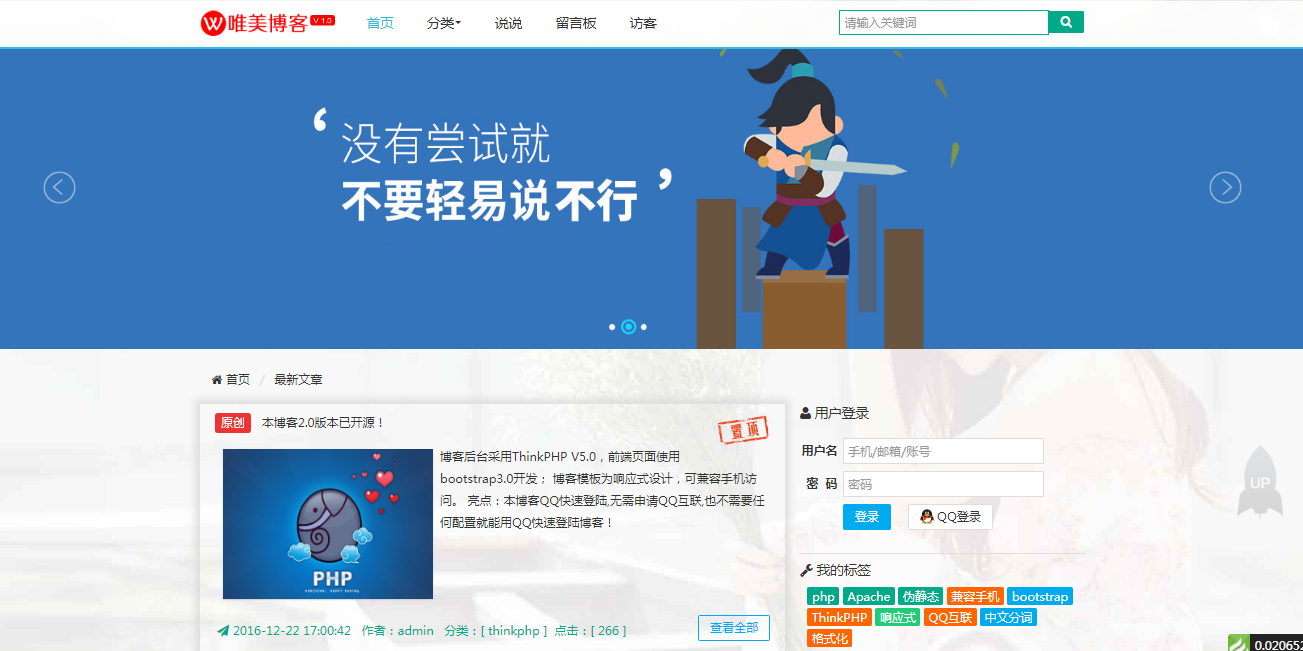 唯美博客 V 1.0 首页 分类 说说 留言板 访客 请输入关键词
‘ 没有尝试就
不要轻易说不行 ’
首页 / 最新文章
原创 本博客2.0版本已开源！
置顶
博客后台采用ThinkPHP V5.0，前端页面使用
bootstrap3.0开发； 博客模板为响应式设计，可兼容手机访
问。 亮点：本博客QQ快速登陆,无需申请QQ互联,也不需要任
何配置就能用QQ快速登陆博客！
PHP
2016-12-22 17:00:42 作者：admin 分类：[ thinkphp ] 点击：[ 266 ]
查看全部
用户登录
用户名 手机/邮箱/账号
密 码 密码
登录 QQ登录
我的标签
php Apache 伪静态 兼容手机 bootstrap
ThinkPHP 响应式 QQ互联 中文分词
格式化
UP
0.020652